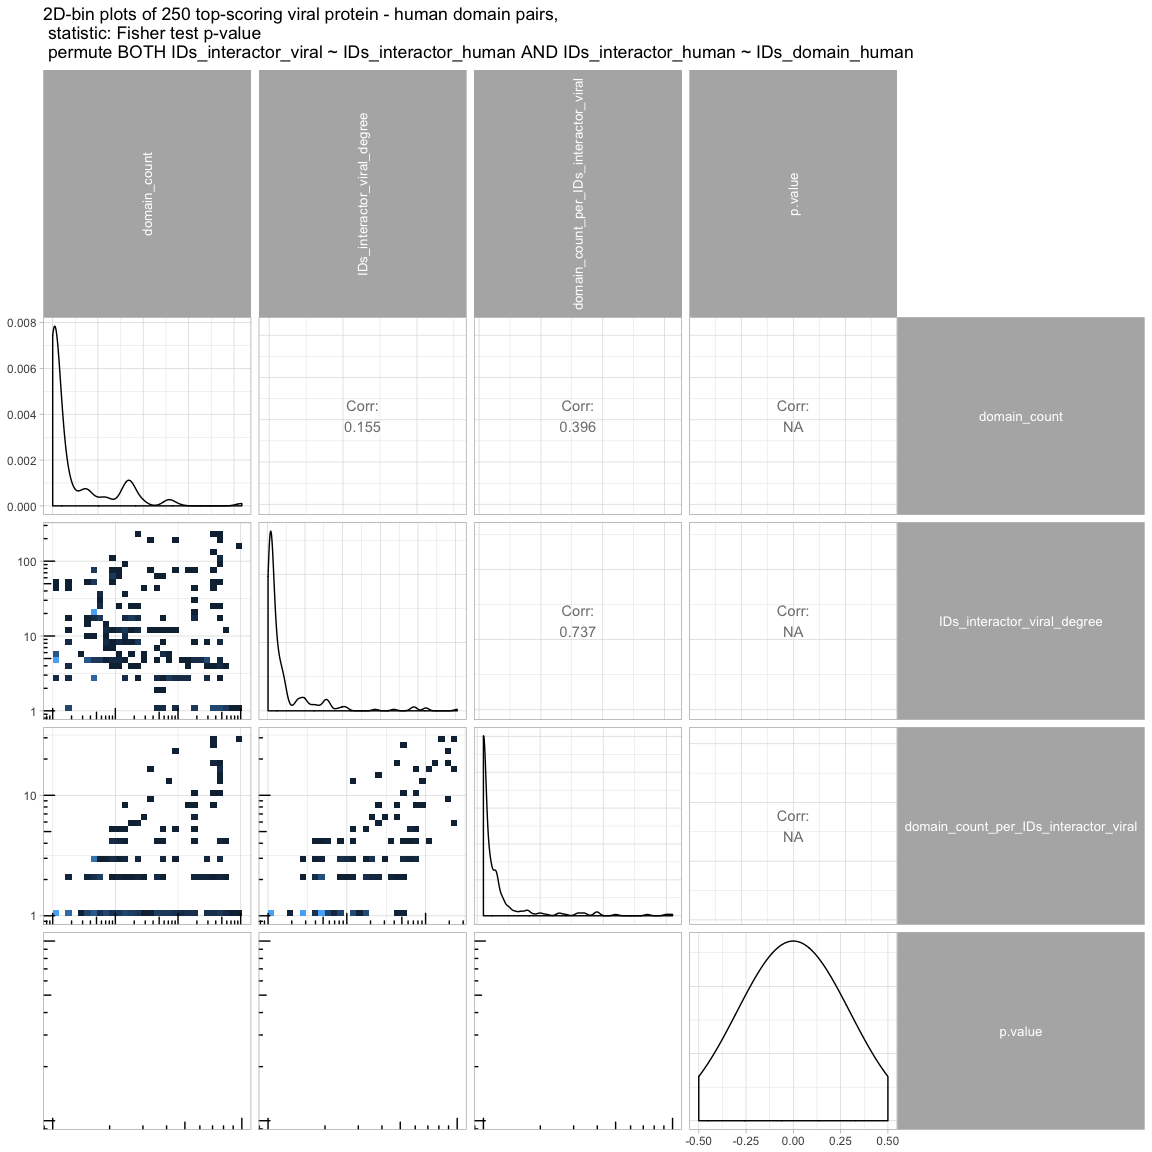 2D-bin plots of 250 top-scoring viral protein - human domain pairs,
statistic: Fisher test p-value
permute BOTH IDs_interactor_viral ~ IDs_interactor_human AND IDs_interactor_human ~ IDs_domain_human
domain_count
IDs_interactor_viral_degree
domain_count_per_IDs_interactor_viral
p.value
0.008
0.006
0.004
0.002
0.000
Corr:
0.155
Corr:
0.396
Corr:
NA
domain_count
100
10
1
Corr:
0.737
Corr:
NA
IDs_interactor_viral_degree
10
1
Corr:
NA
domain_count_per_IDs_interactor_viral
p.value
-0.50
-0.25
0.00
0.25
0.50